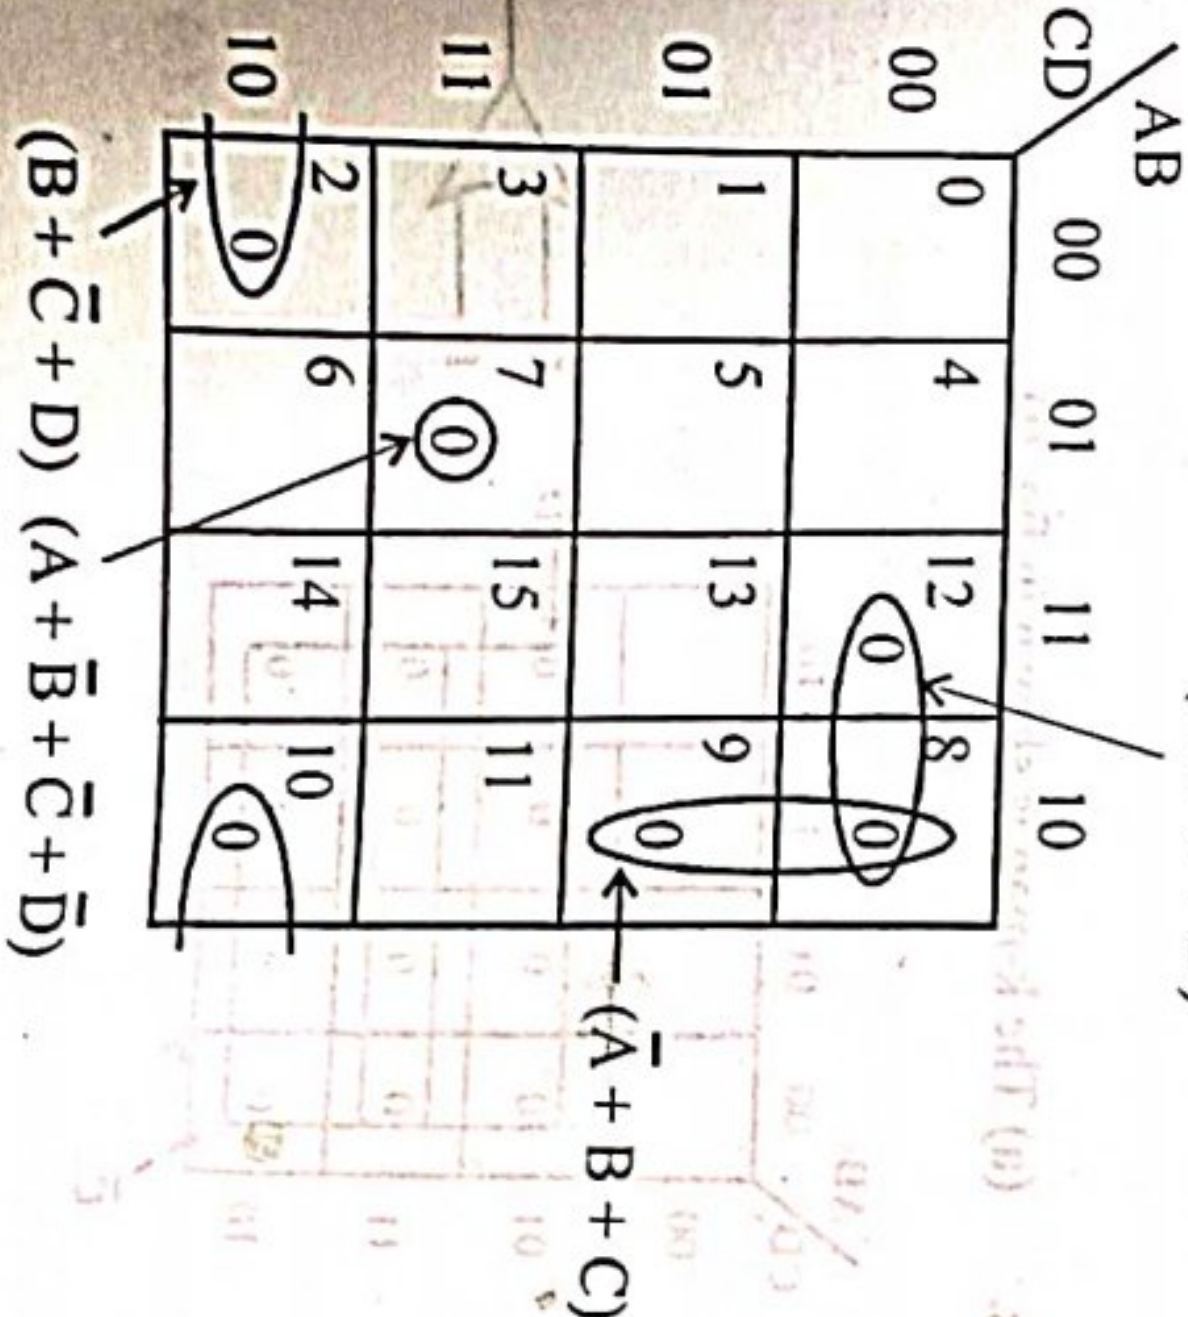 AB
CD 00 01 11 10
00 0 4 12 0 8 0
01 1 5 13 9 0
11 3 7 0 15 11
10 2 0 6 14 10 0
(A̅ + B + C)
(B + C̅ + D) (A + B̅ + C̅ + D̅)